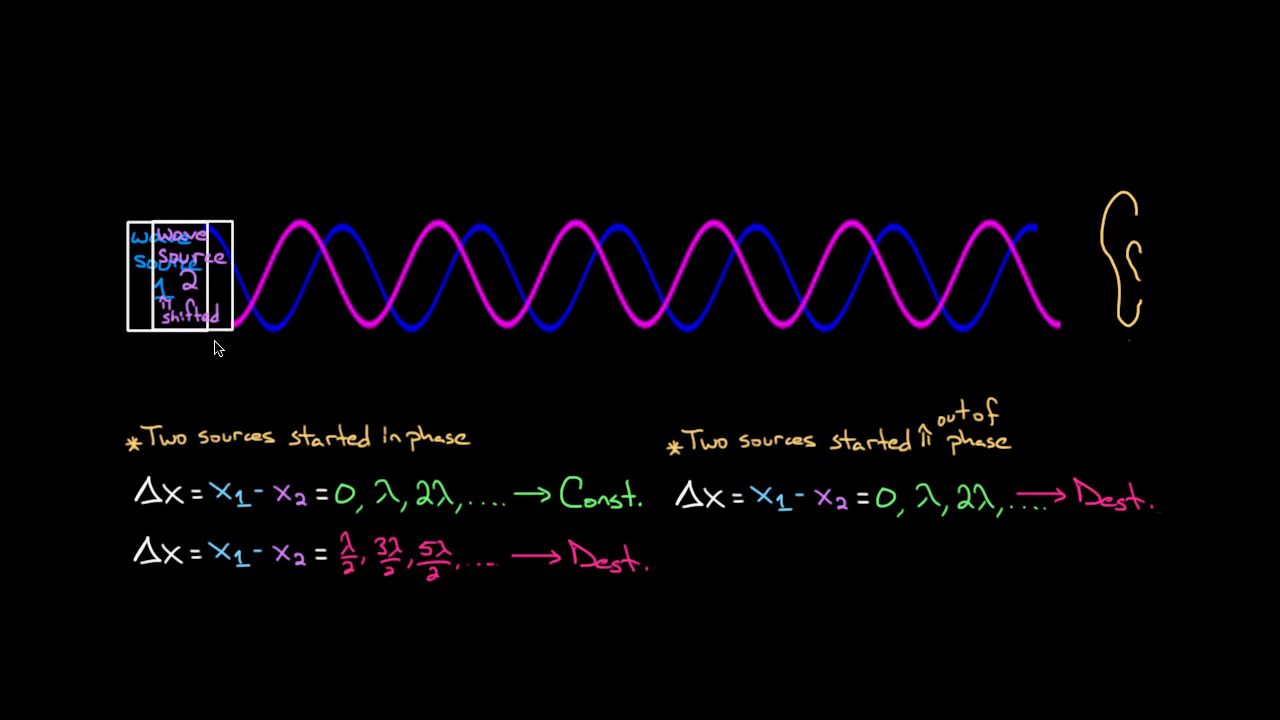 wave
source
1
wave
source
2
π
shifted
*Two sources started in phase
Δx = x₁ - x₂ = 0, λ, 2λ, .... → Const.
Δx = x₁ - x₂ = λ/2, 3λ/2, 5λ/2, .... → Dest.
*Two sources started π out of phase
Δx = x₁ - x₂ = 0, λ, 2λ, .... → Dest.